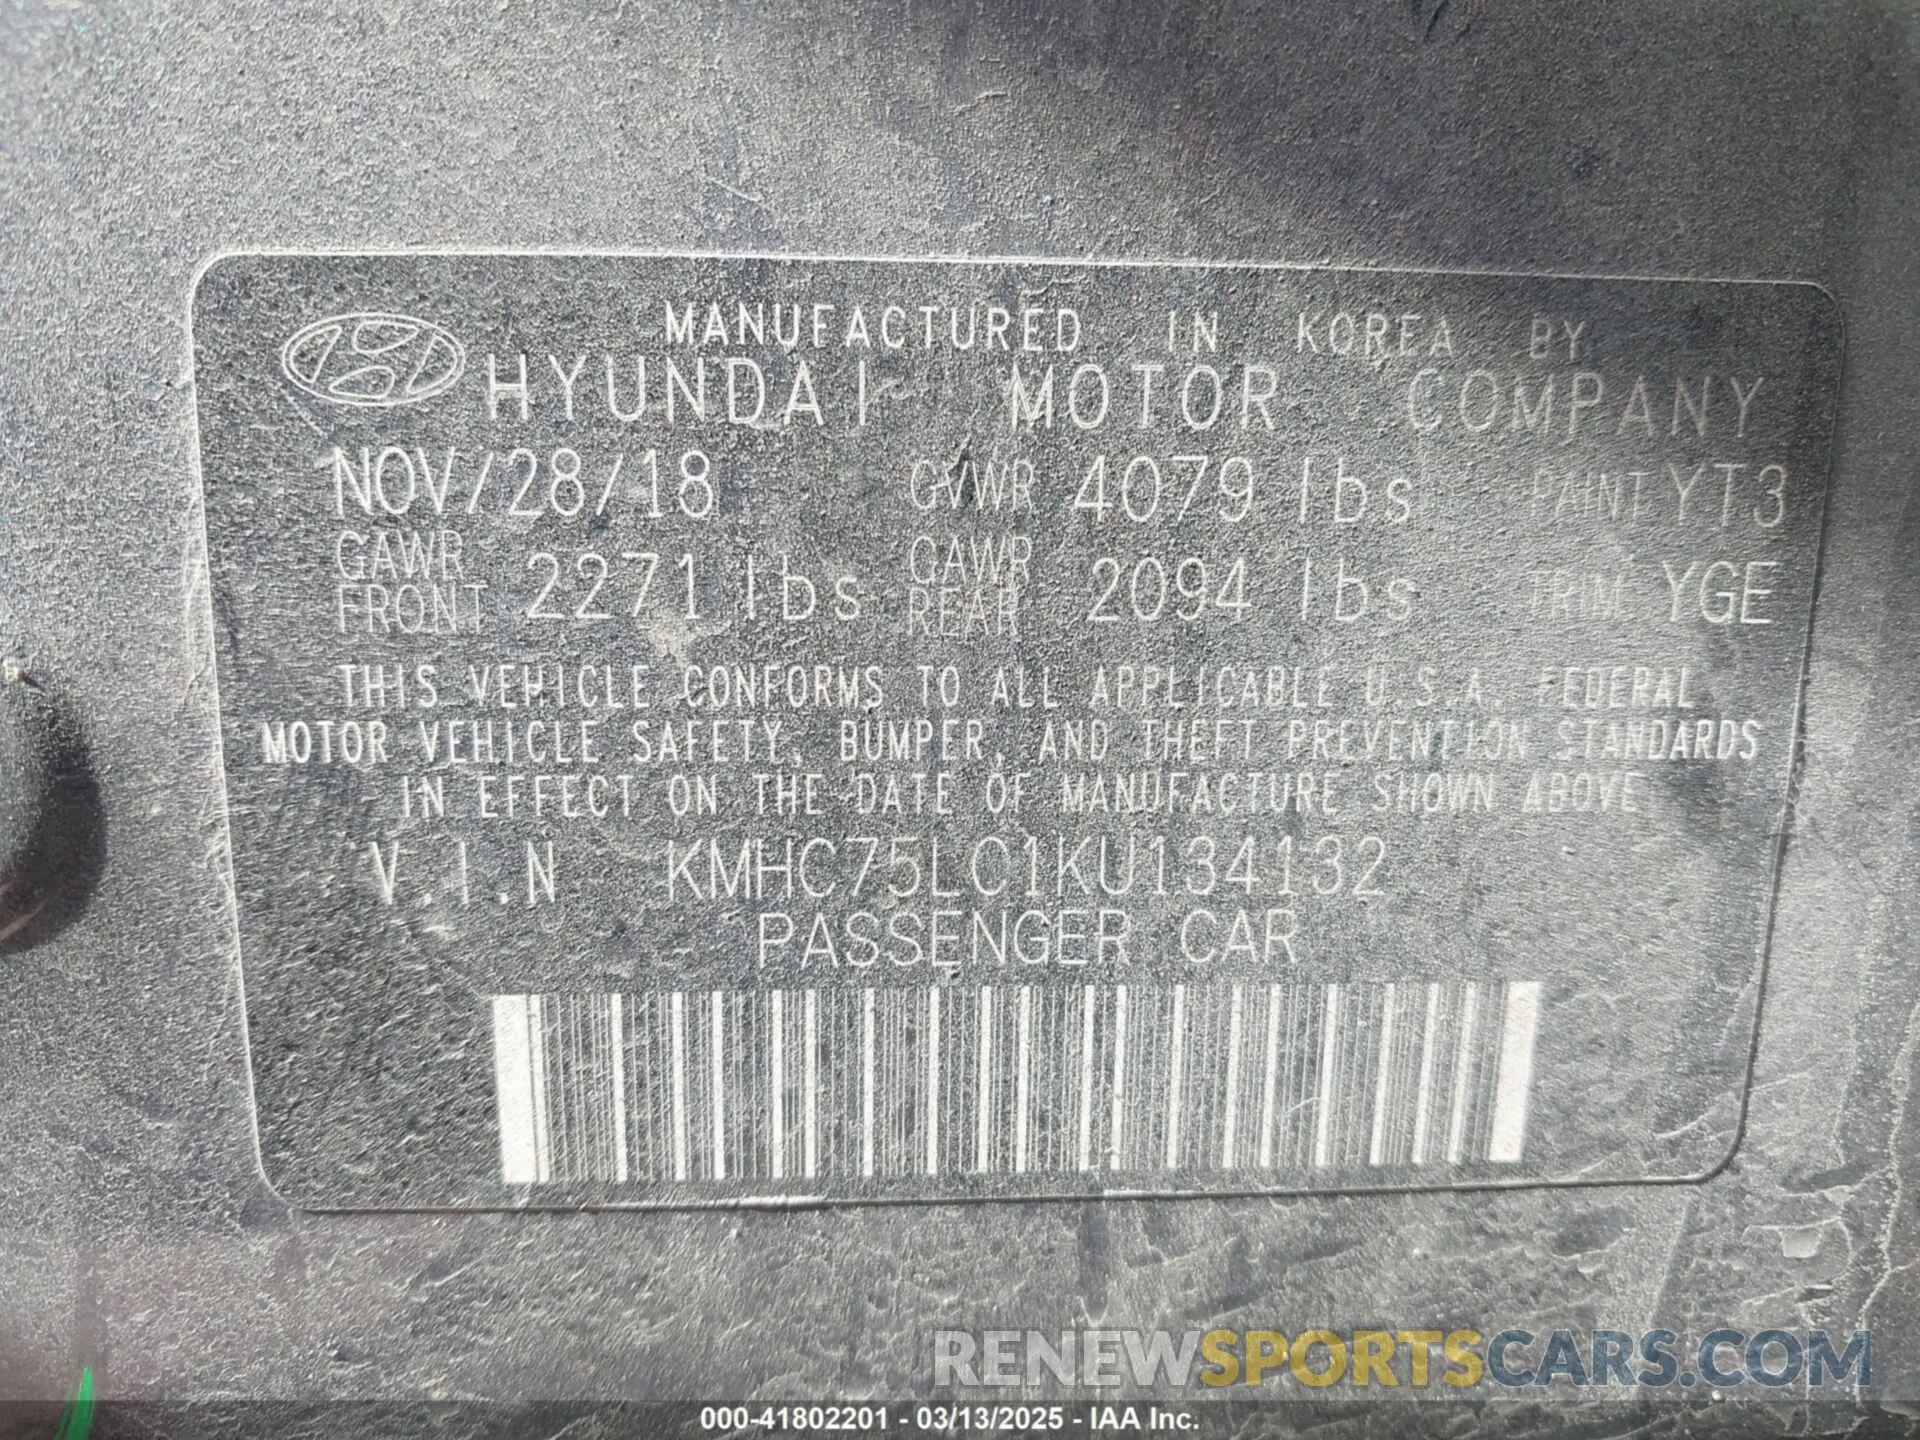 MANUFACTURED IN KOREA BY
HYUNDAI MOTOR COMPANY
NOV/28/18 GVWR 4079 lbs PAINT YT3
GAWR FRONT 2271 lbs GAWR REAR 2094 lbs TRIM YGE
THIS VEHICLE CONFORMS TO ALL APPLICABLE U.S.A. FEDERAL
MOTOR VEHICLE SAFETY, BUMPER, AND THEFT PREVENTION STANDARDS
IN EFFECT ON THE DATE OF MANUFACTURE SHOWN ABOVE
V.I.N KMHC75LC1KU134132
PASSENGER CAR
RENEWSPORTSCARS.COM
000-41802201 - 03/13/2025 - IAA Inc.